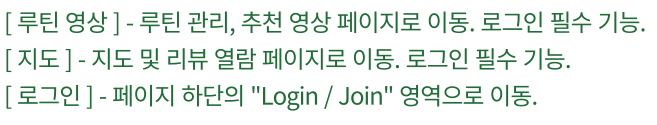 [ 루틴 영상 ] - 루틴 관리, 추천 영상 페이지로 이동. 로그인 필수 기능.
[ 지도 ] - 지도 및 리뷰 열람 페이지로 이동. 로그인 필수 기능.
[ 로그인 ] - 페이지 하단의 "Login / Join" 영역으로 이동.